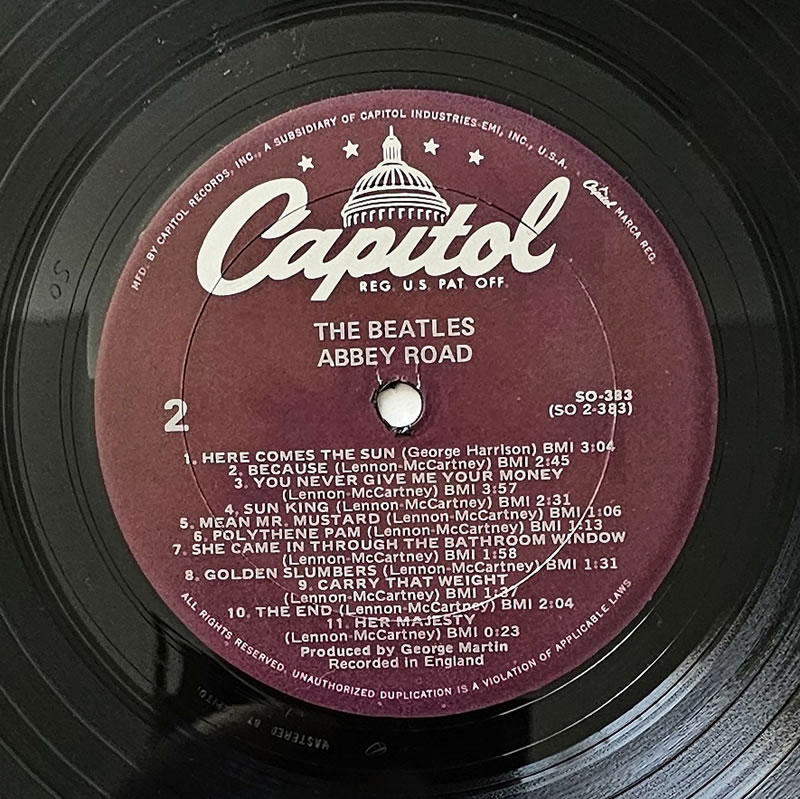 MFD. BY CAPITOL RECORDS, INC., A SUBSIDIARY OF CAPITOL INDUSTRIES-EMI, INC., U.S.A.
Capitol MARCA REG.
Capitol
REG. U.S. PAT. OFF.
THE BEATLES
ABBEY ROAD
2
SO-383
(SO 2-383)
1. HERE COMES THE SUN (George Harrison) BMI 3:04
2. BECAUSE (Lennon-McCartney) BMI 2:45
3. YOU NEVER GIVE ME YOUR MONEY
(Lennon-McCartney) BMI 3:57
4. SUN KING (Lennon-McCartney) BMI 2:31
5. MEAN MR. MUSTARD (Lennon-McCartney) BMI 1:06
6. POLYTHENE PAM (Lennon-McCartney) BMI 1:13
7. SHE CAME IN THROUGH THE BATHROOM WINDOW
(Lennon-McCartney) BMI 1:58
8. GOLDEN SLUMBERS (Lennon-McCartney) BMI 1:31
9. CARRY THAT WEIGHT
(Lennon-McCartney) BMI 1:37
10. THE END (Lennon-McCartney) BMI 2:04
11. HER MAJESTY
(Lennon-McCartney) BMI 0:23
Produced by George Martin
Recorded in England
ALL RIGHTS RESERVED. UNAUTHORIZED DUPLICATION IS A VIOLATION OF APPLICABLE LAWS
MASTERED BY CAPITOL